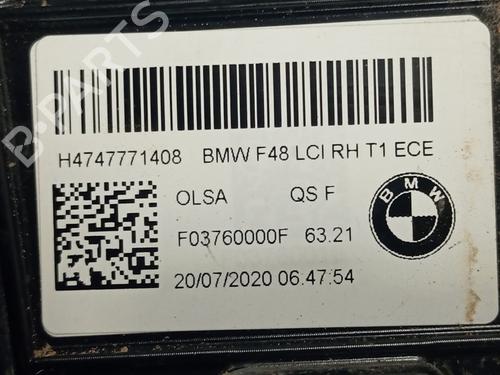 H4747771408 BMW F48 LCI RH T1 ECE
OLSA QS F
F03760000F 63.21
20/07/2020 06.47:54
BMW
B-PARTS